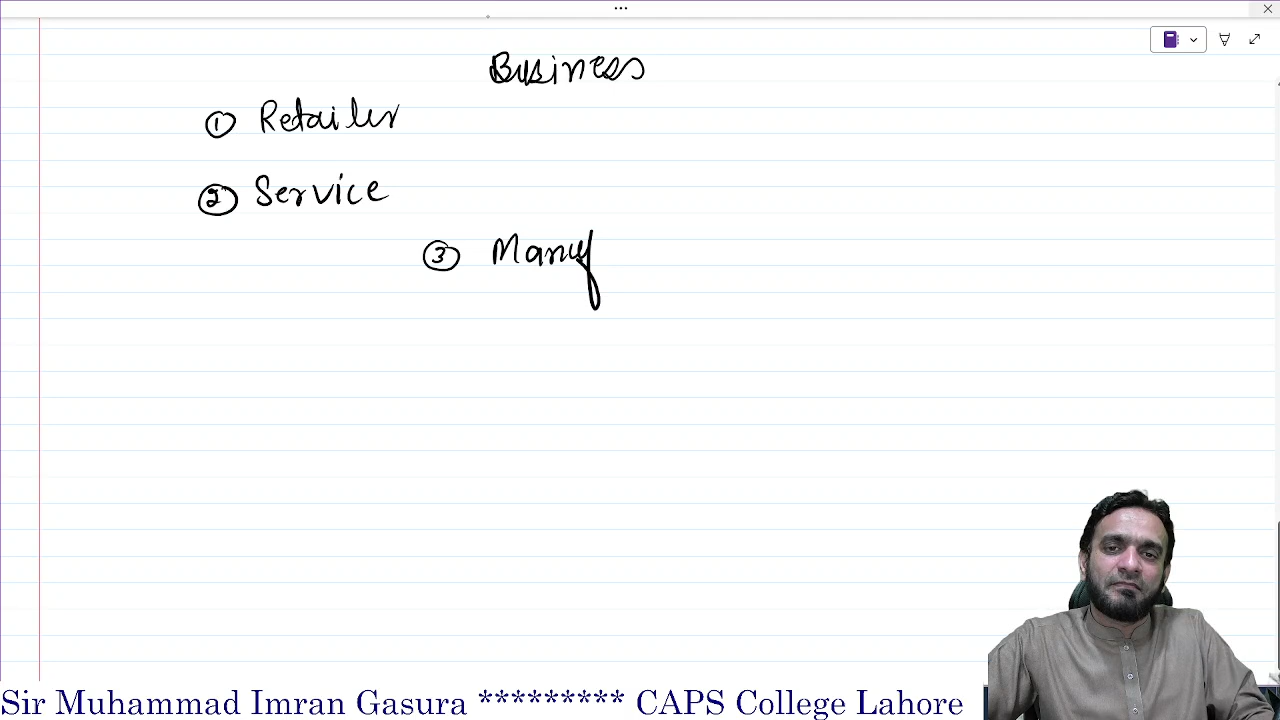 Business
① Retailer
② Service
③ Manuf
Sir Muhammad Imran Gasura ********* CAPS College Lahore